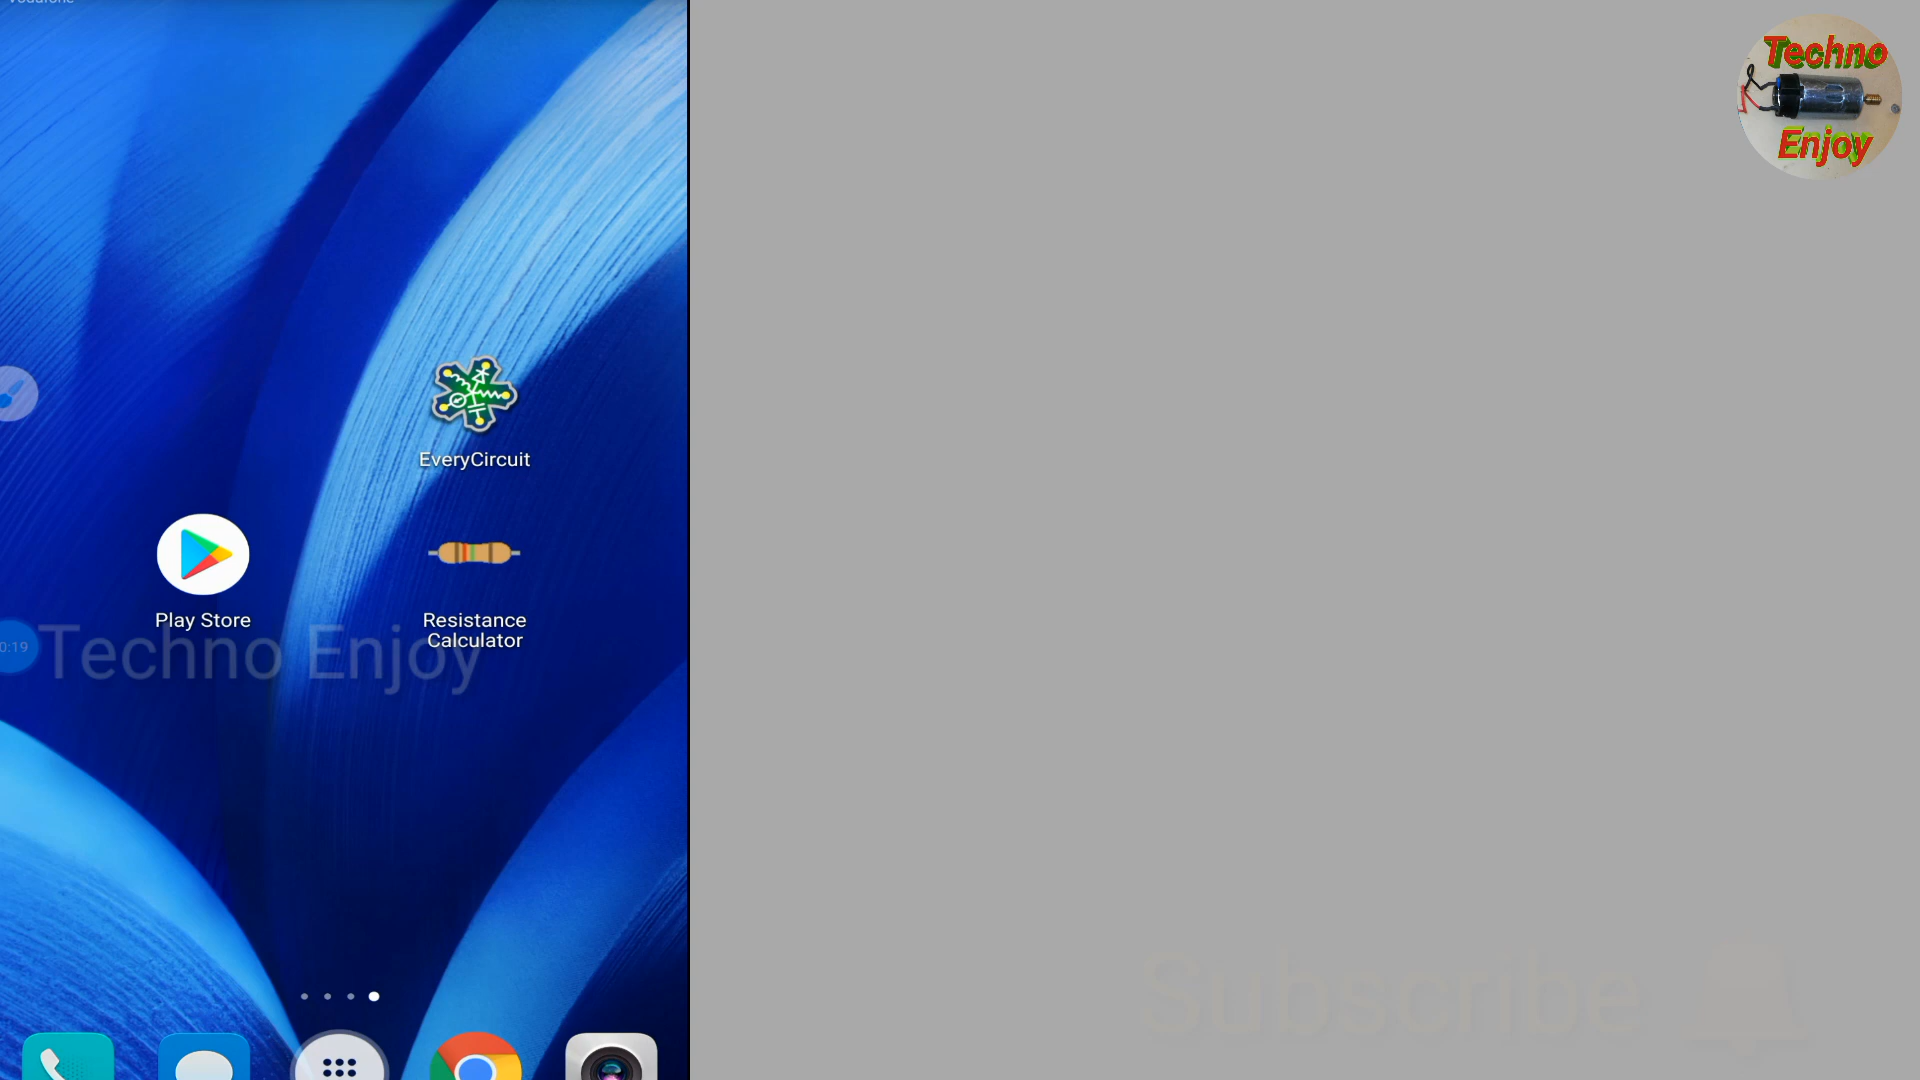 Techno
Enjoy
EveryCircuit
Play Store
Resistance
Calculator
0:19
Techno Enjoy
Subscribe